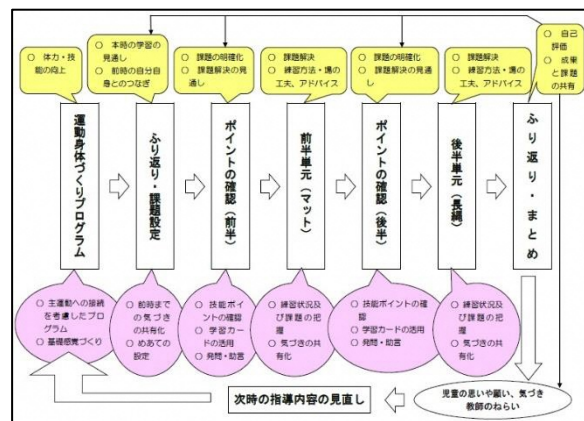 ○ 体力・技
能の向上
○ 本時の学習の
見通し
○ 前時の自分自
身とのつなぎ
○ 課題の明確化
○ 課題解決の見通
し
○ 課題解決
○ 練習方法・場の
工夫、アドバイス
○ 課題の明確化
○ 課題解決の見通
し
○ 課題解決
○ 練習方法・場の
工夫、アドバイス
○ 自己
評価
○ 成果
と課題
の共有
運動身体づくりプログラム
ふり返り・課題設定
ポイントの確認(前半)
前半単元(マット)
ポイントの確認(後半)
後半単元(長縄)
ふり返り・まとめ
○ 主運動への接続
を考慮したプロ
グラム
○ 基礎感覚づくり
○ 前時まで
の気づき
の共有化
○ めあての
設定
○ 技能ポイント
の確認
○ 学習カード
の活用
○ 発問・助言
○ 練習状況
及び課題の把
握
○ 気づきの共
有化
○ 技能ポイントの確
認
○ 学習カードの活用
○ 発問・助言
○ 練習状況
及び課題の
把握
○ 気づきの共
有化
次時の指導内容の見直し
児童の思いや願い、気づき
教師のねらい